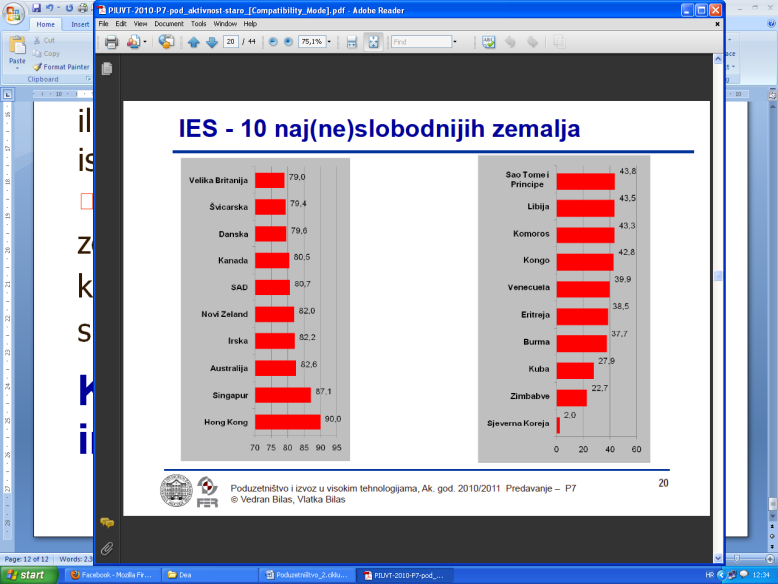 PIUVT-2010-P7-pod_aktivnost-staro_[Compatibility_Mode].pdf - Adobe Reader
Home Insert
File Edit View Document Tools Window Help
Cut
Copy
Paste
Format Painter
Clipboard
20 / 44
75,1%
Find
IES - 10 naj(ne)slobodnijih zemalja
Velika Britanija 79,0
Švicarska 79,4
Danska 79,6
Kanada 80,5
SAD 80,7
Novi Zeland 82,0
Irska 82,2
Australija 82,6
Singapur 87,1
Hong Kong 90,0
70 75 80 85 90 95
Sao Tome i
Principe 43,8
Libija 43,5
Komoros 43,3
Kongo 42,8
Venecuela 39,9
Eritreja 38,5
Burma 37,7
Kuba 27,9
Zimbabve 22,7
Sjeverna Koreja 2,0
0 20 40 60
FER
Poduzetništvo i izvoz u visokim tehnologijama, Ak. god. 2010/2011 Predavanje – P7
© Vedran Bilas, Vlatka Bilas
20
Page: 12 of 12 Words: 2.3
start
Facebook - Mozilla Fir...
Dea
Poduzetništvo_2.ciklu...
PIUVT-2010-P7-pod_...
HR
12:34